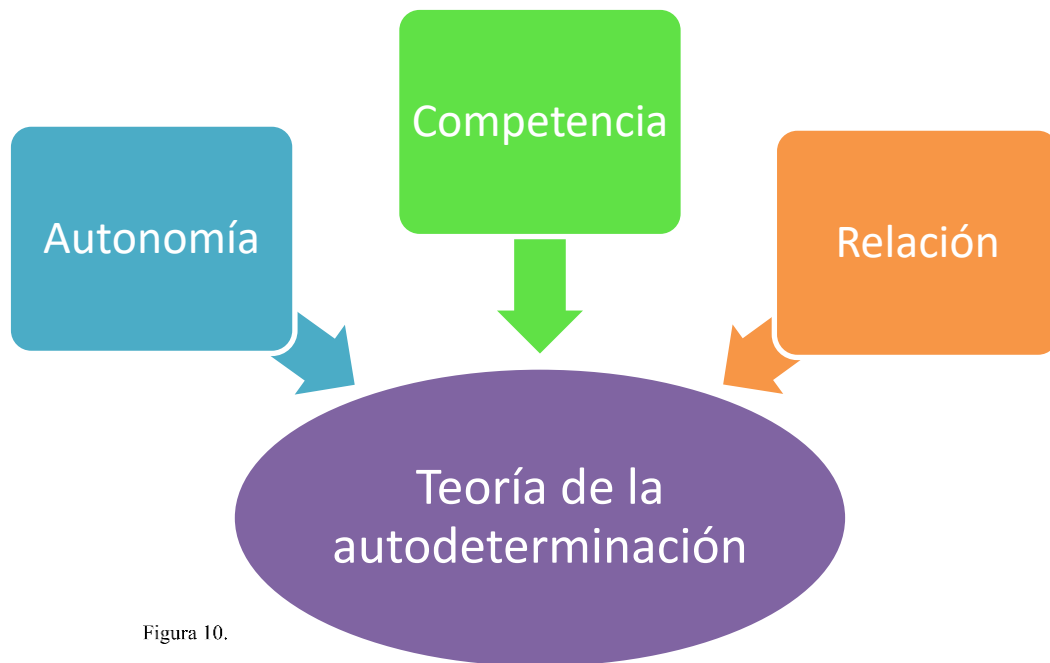 Autonomía
Competencia
Relación
Teoría de la
autodeterminación
Figura 10.